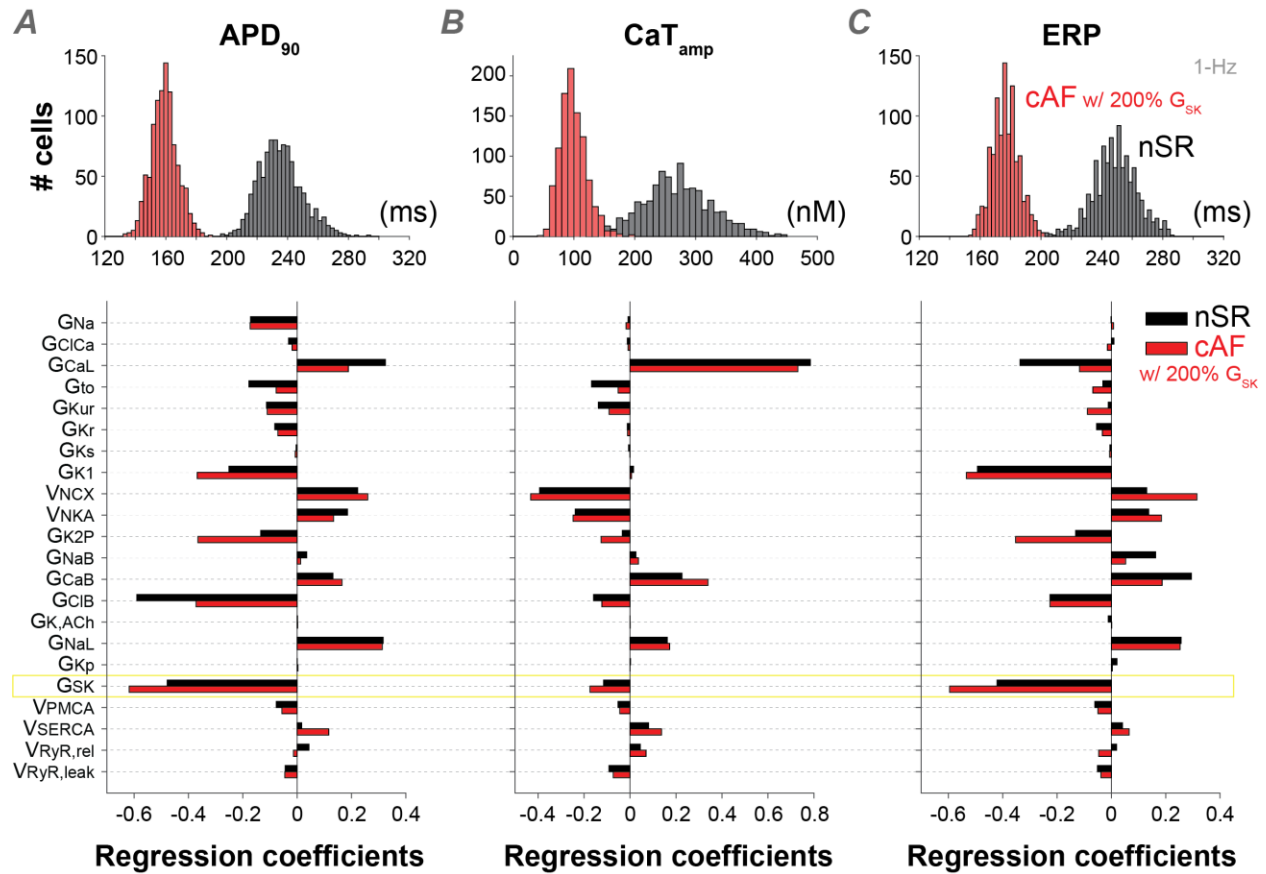 A
APD90
B
CaTamp
C
ERP
150
100
50
0
# cells
(ms)
120 160 200 240 280 320
200
150
100
50
0
(nM)
0 100 200 300 400 500
150
100
50
0
1-Hz
cAF w/ 200% GSK
nSR
(ms)
120 160 200 240 280 320
GNa
GClCa
GCaL
Gto
GKur
GKr
GKs
GK1
VNCX
VNKA
GK2P
GNaB
GCaB
GClB
GK,ACh
GNaL
GKp
GSK
VPMCA
VSERCA
VRyR,rel
VRyR,leak
nSR
cAF
w/ 200% GSK
-0.6 -0.4 -0.2 0 0.2 0.4
-0.4 -0.2 0 0.2 0.4 0.6 0.8
-0.6 -0.4 -0.2 0 0.2 0.4
Regression coefficients
Regression coefficients
Regression coefficients